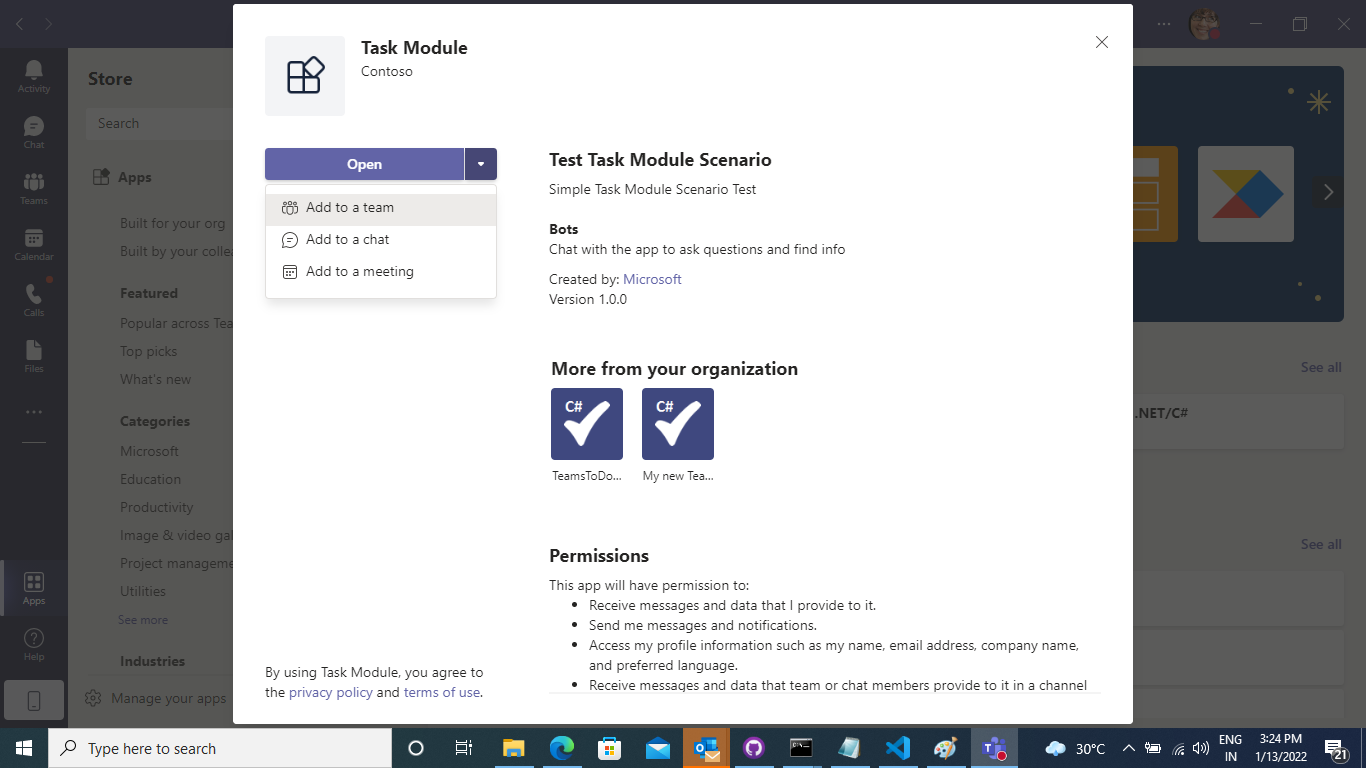 Task Module
Contoso
Open
Add to a team
Add to a chat
Add to a meeting
Test Task Module Scenario
Simple Task Module Scenario Test
Bots
Chat with the app to ask questions and find info
Created by: Microsoft
Version 1.0.0
More from your organization
C#
C#
TeamsToDo...
My new Tea...
Permissions
This app will have permission to:
• Receive messages and data that I provide to it.
• Send me messages and notifications.
• Access my profile information such as my name, email address, company name,
and preferred language.
• Receive messages and data that team or chat members provide to it in a channel
By using Task Module, you agree to
the privacy policy and terms of use.
Activity
Chat
Teams
Calendar
Calls
Files
Apps
Help
Store
Search
Apps
Built for your org
Built by your collea
Featured
Popular across Tea
Top picks
What's new
Categories
Microsoft
Education
Productivity
Image & video gal
Project manageme
Utilities
See more
Industries
Manage your apps
See all
.NET/C#
See all
Type here to search
30°C
ENG
IN
3:24 PM
1/13/2022
21